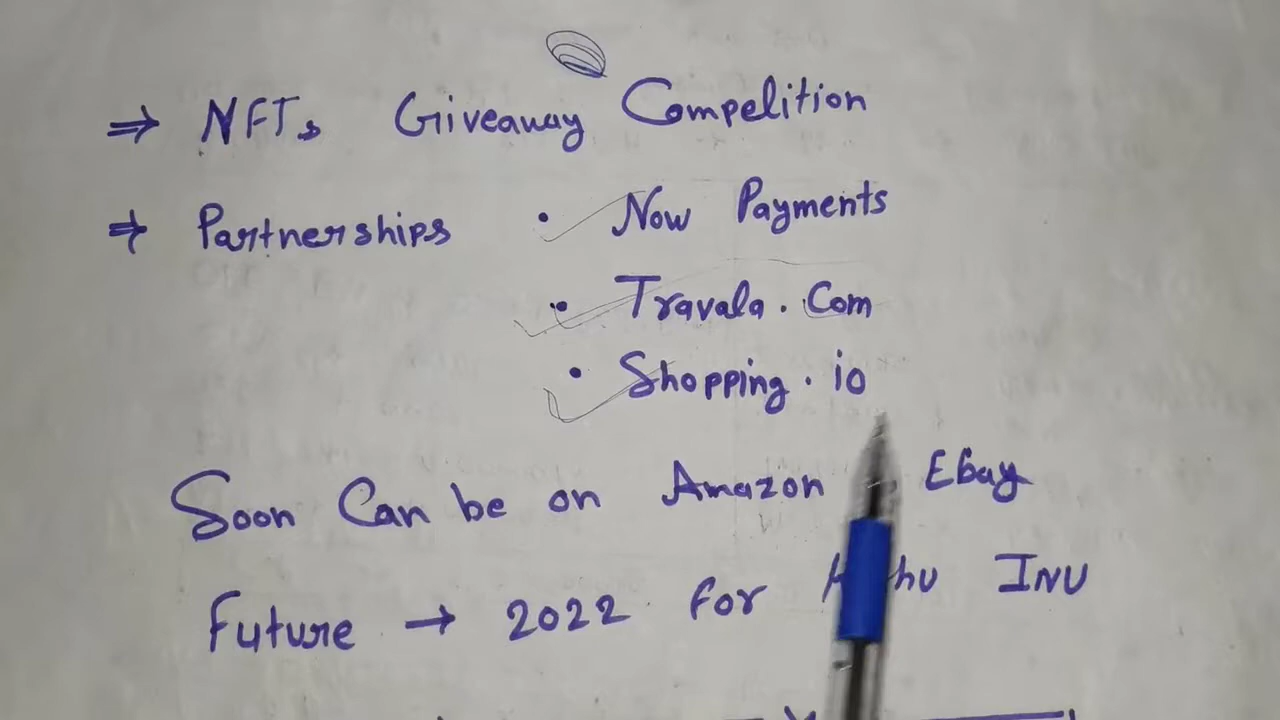 ⇒ NFTs Giveaway Compelition
⇒ Partnerships • Now Payments
• Travala.Com
• Shopping.io
Soon Can be on Amazon Ebay
Future → 2022 for INU